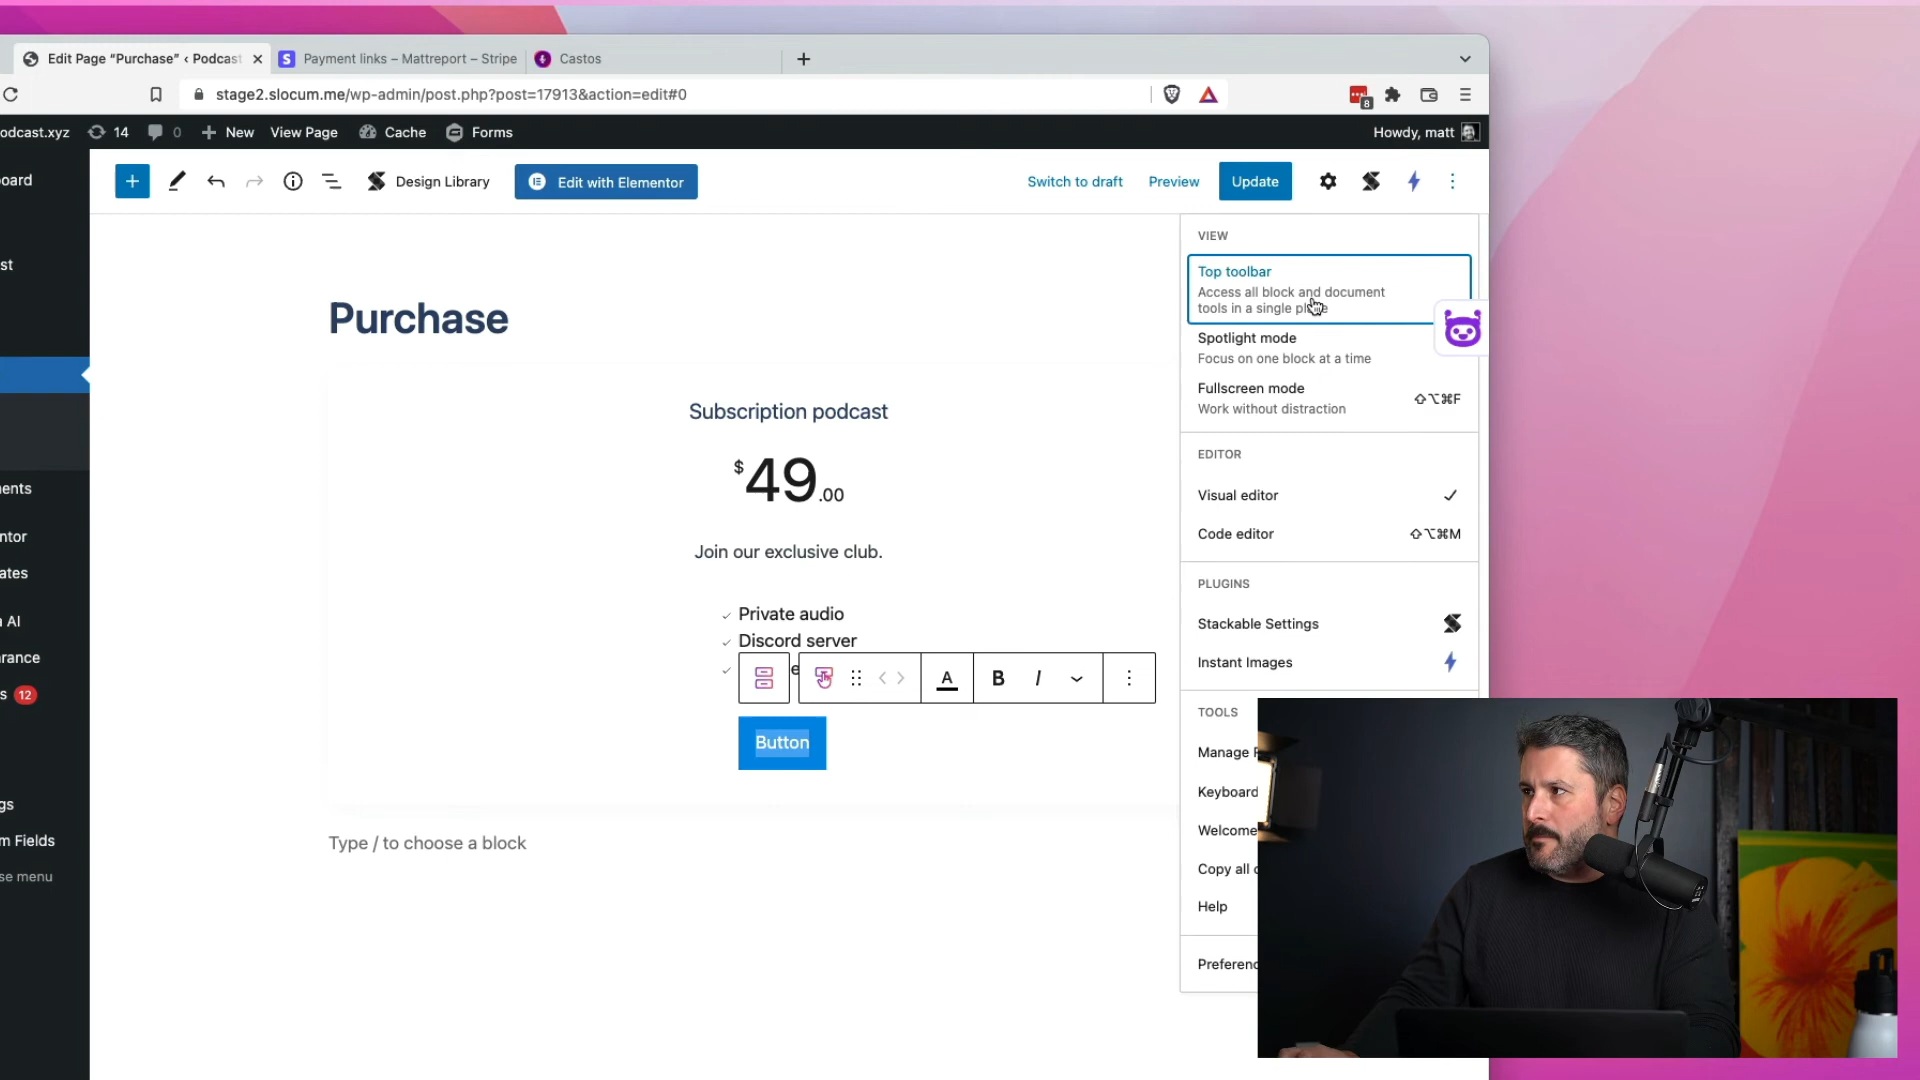 Edit Page “Purchase” ‹ Podcast
Payment links – Mattreport – Stripe
Castos
stage2.slocum.me/wp-admin/post.php?post=17913&action=edit#0
8
odcast.xyz
14
0
New
View Page
Cache
Forms
Howdy, matt
oard
st
ents
ntor
ates
AI
rance
s 12
gs
m Fields
se menu
Design Library
Edit with Elementor
Switch to draft
Preview
Update
Purchase
Subscription podcast
$49.00
Join our exclusive club.
Private audio
Discord server
A
B
I
Button
Type / to choose a block
VIEW
Top toolbar
Access all block and document
tools in a single place
Spotlight mode
Focus on one block at a time
Fullscreen mode
⇧⌥⌘F
Work without distraction
EDITOR
Visual editor
Code editor
⇧⌥⌘M
PLUGINS
Stackable Settings
Instant Images
TOOLS
Manage
Keyboard
Welcome
Copy all
Help
Preferenc